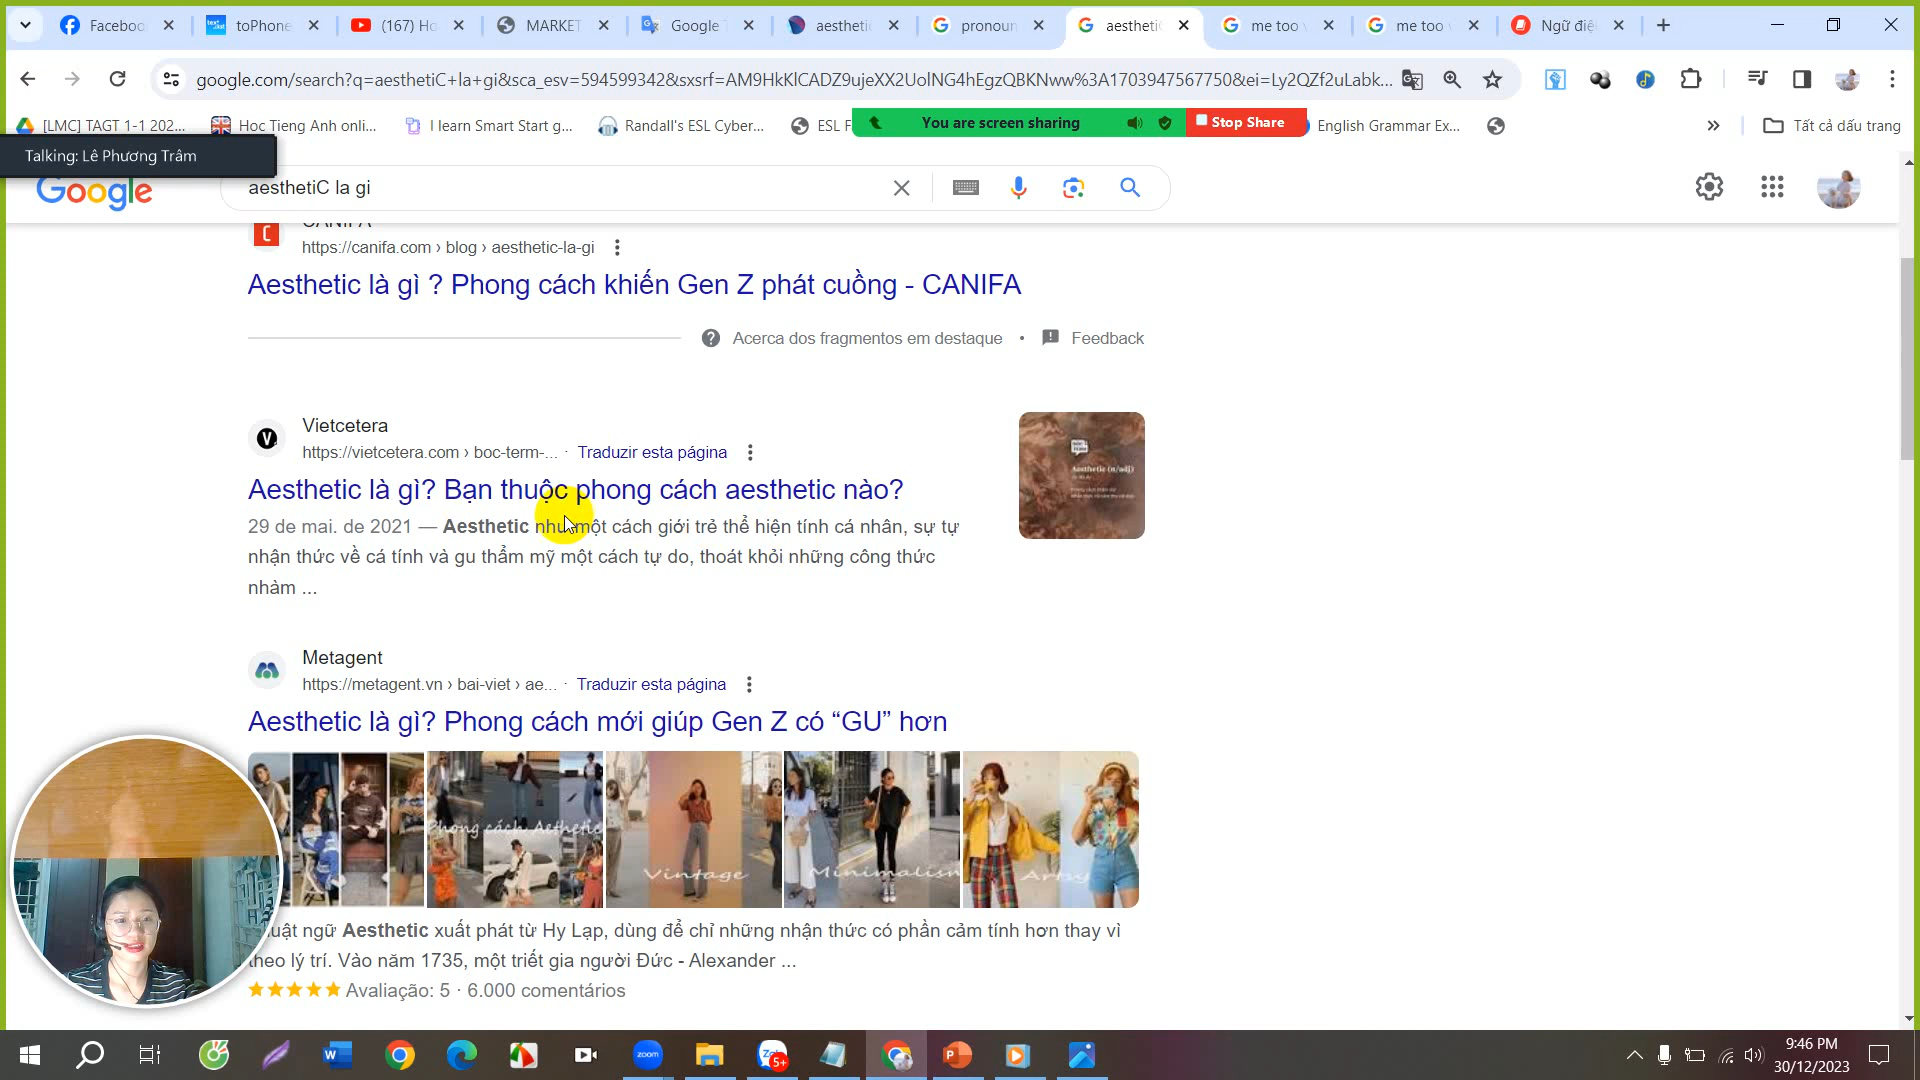 Faceboo
toPhone
(167) Ho
MARKET
Google T
aesthetic
pronoun
aesthetiC
me too v
me too v
Ngữ điệ
google.com/search?q=aesthetiC+la+gi&sca_esv=594599342&sxsrf=AM9HkKlCADZ9ujeXX2UolNG4hEgzQBKNww%3A1703947567750&ei=Ly2QZf2uLabk...
[LMC] TAGT 1-1 202...
Hoc Tieng Anh onli...
I learn Smart Start g...
Randall's ESL Cyber...
ESL F
You are screen sharing
Stop Share
English Grammar Ex...
Tất cả dấu trang
Talking: Lê Phương Trâm
Google
aesthetiC la gi
CANIFA
https://canifa.com › blog › aesthetic-la-gi
Aesthetic là gì ? Phong cách khiến Gen Z phát cuồng - CANIFA
Acerca dos fragmentos em destaque • Feedback
Vietcetera
https://vietcetera.com › boc-term-... · Traduzir esta página
Aesthetic (n/adj)
Aesthetic là gì? Bạn thuộc phong cách aesthetic nào?
29 de mai. de 2021 — Aesthetic như một cách giới trẻ thể hiện tính cá nhân, sự tự
nhận thức về cá tính và gu thẩm mỹ một cách tự do, thoát khỏi những công thức
nhàm ...
Metagent
https://metagent.vn › bai-viet › ae... · Traduzir esta página
Aesthetic là gì? Phong cách mới giúp Gen Z có “GU” hơn
Phong cách Aesthetic
Vintage
Minimalism
Artsy
uật ngữ Aesthetic xuất phát từ Hy Lạp, dùng để chỉ những nhận thức có phần cảm tính hơn thay vì
theo lý trí. Vào năm 1735, một triết gia người Đức - Alexander ...
Avaliação: 5 · 6.000 comentários
zoom
5+
9:46 PM
30/12/2023